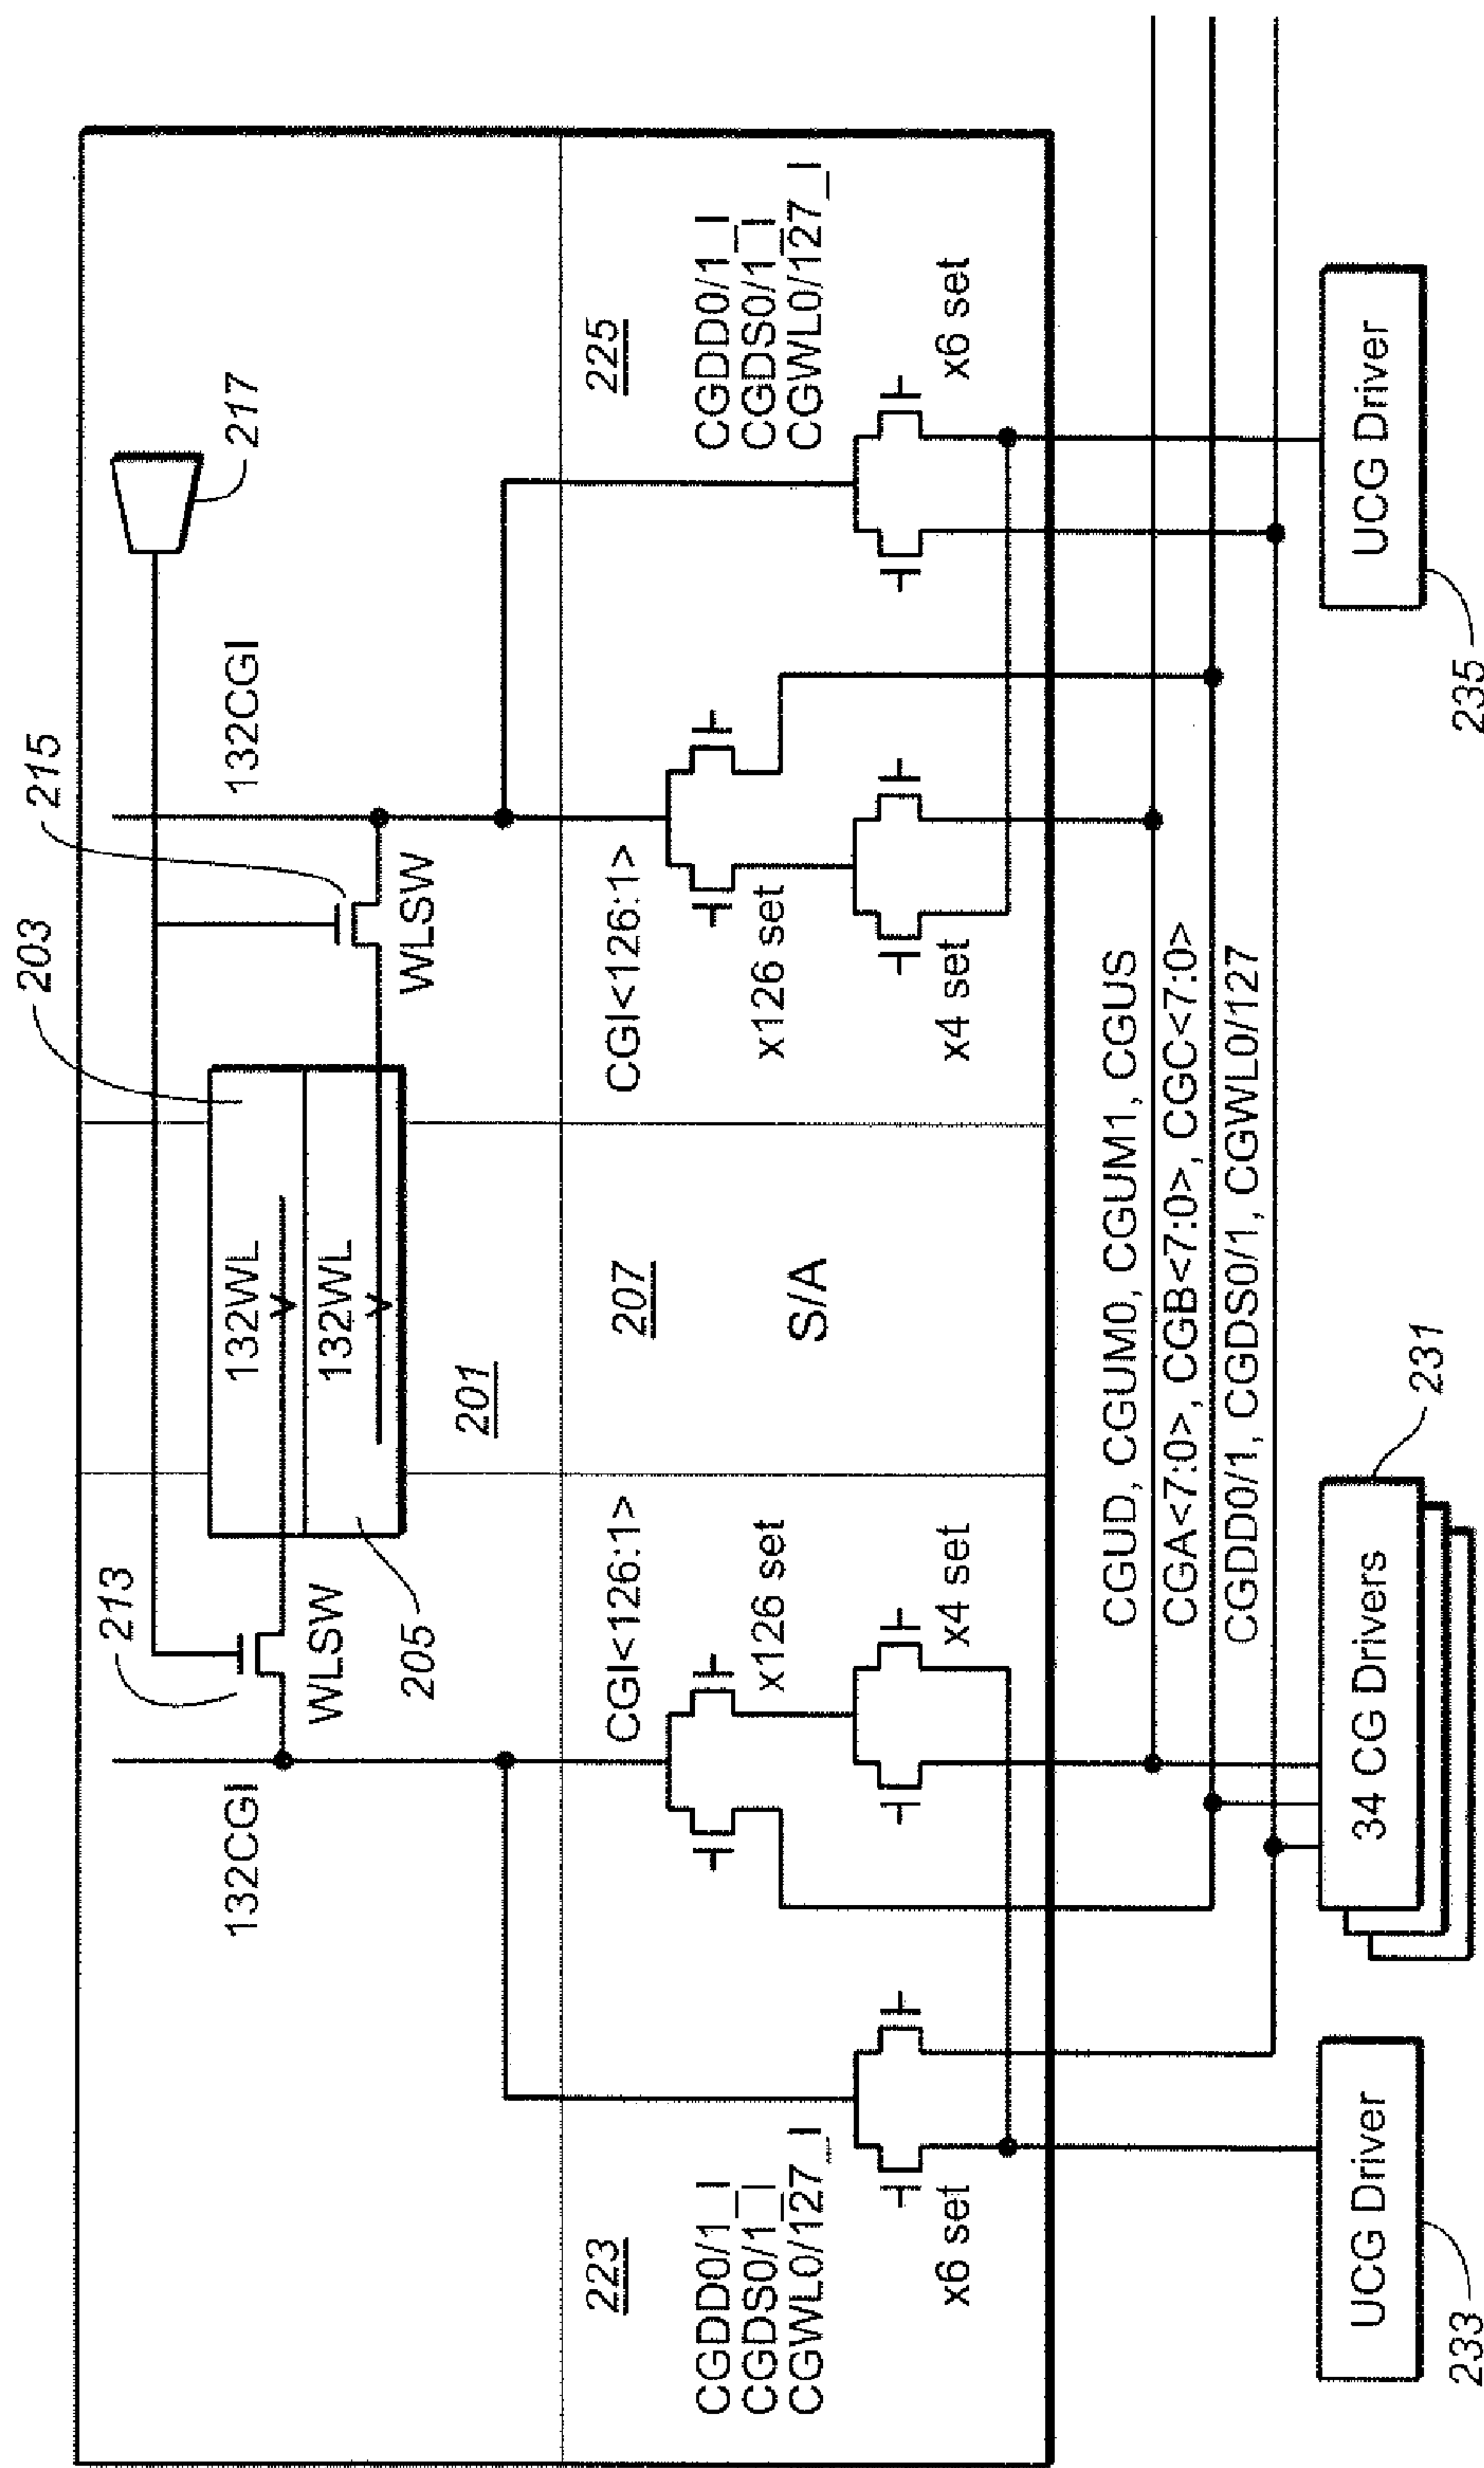 217
203
215
213
132CGI
132WL
132CGI
132WL
WLSW
WLSW
205
201
223
CGDD0/1_I
CGDS0/1_I
CGWL0/127_I
x6 set
CGI<126:1>
x126 set
x4 set
207
S/A
CGI<126:1>
x126 set
x4 set
225
CGDD0/1_I
CGDS0/1_I
CGWL0/127_I
x6 set
CGUD, CGUM0, CGUM1, CGUS
CGA<7:0>, CGB<7:0>, CGC<7:0>
CGDD0/1, CGDS0/1, CGWL0/127
231
UCG Driver
34 CG Drivers
UCG Driver
233
235